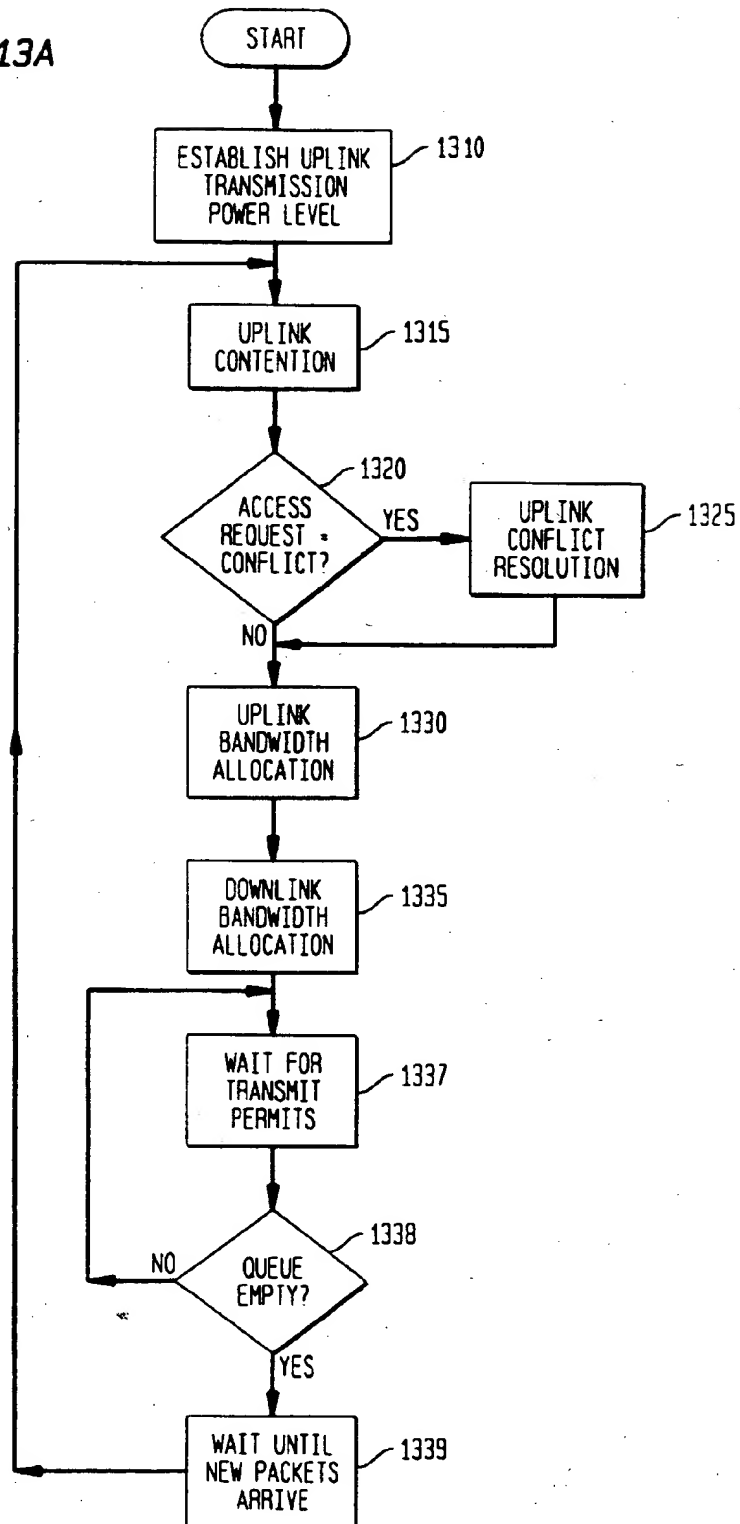 13A
START
ESTABLISH UPLINK
TRANSMISSION
POWER LEVEL
1310
UPLINK
CONTENTION
1315
1320
ACCESS
REQUEST =
CONFLICT?
YES
UPLINK
CONFLICT
RESOLUTION
1325
NO
UPLINK
BANDWIDTH
ALLOCATION
1330
DOWNLINK
BANDWIDTH
ALLOCATION
1335
WAIT FOR
TRANSMIT
PERMITS
1337
1338
NO
QUEUE
EMPTY?
YES
WAIT UNTIL
NEW PACKETS
ARRIVE
1339